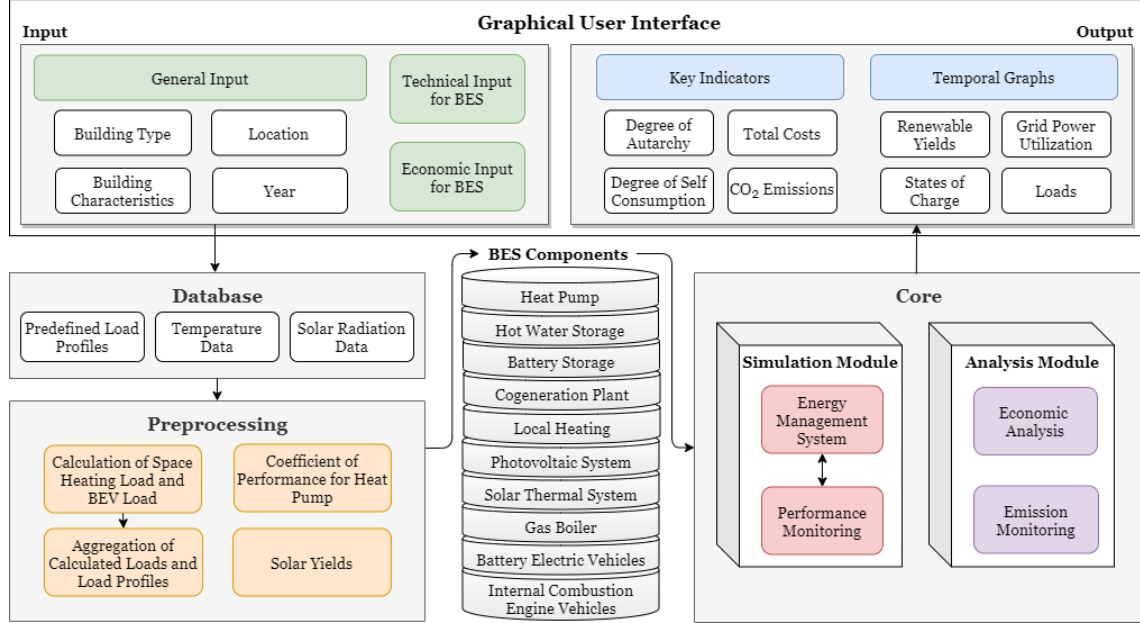 Graphical User Interface
Input
Output
General Input
Technical Input
for BES
Building Type
Location
Building
Characteristics
Year
Economic Input
for BES
Key Indicators
Temporal Graphs
Degree of
Autarchy
Total Costs
Renewable
Yields
Grid Power
Utilization
Degree of Self
Consumption
CO₂ Emissions
States of
Charge
Loads
Database
Predefined Load
Profiles
Temperature
Data
Solar Radiation
Data
Preprocessing
Calculation of Space
Heating Load and
BEV Load
Coefficient of
Performance for Heat
Pump
Aggregation of
Calculated Loads and
Load Profiles
Solar Yields
BES Components
Heat Pump
Hot Water Storage
Battery Storage
Cogeneration Plant
Local Heating
Photovoltaic System
Solar Thermal System
Gas Boiler
Battery Electric Vehicles
Internal Combustion
Engine Vehicles
Core
Simulation Module
Energy
Management
System
Performance
Monitoring
Analysis Module
Economic
Analysis
Emission
Monitoring